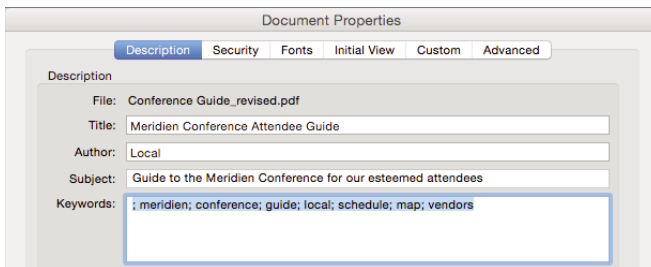 Document Properties
Description Security Fonts Initial View Custom Advanced
Description
File: Conference Guide_revised.pdf
Title: Meridien Conference Attendee Guide
Author: Local
Subject: Guide to the Meridien Conference for our esteemed attendees
Keywords: ; meridien; conference; guide; local; schedule; map; vendors